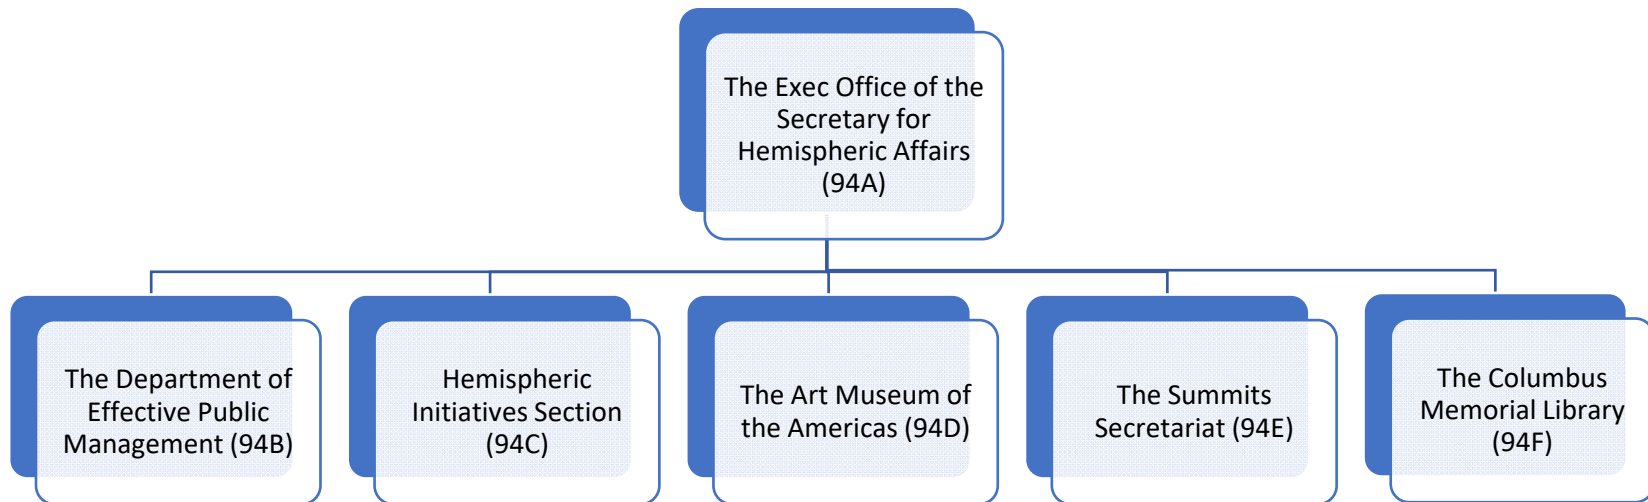 The Exec Office of the
Secretary for
Hemispheric Affairs
(94A)
The Department of
Effective Public
Management (94B)
Hemispheric
Initiatives Section
(94C)
The Art Museum of
the Americas (94D)
The Summits
Secretariat (94E)
The Columbus
Memorial Library
(94F)